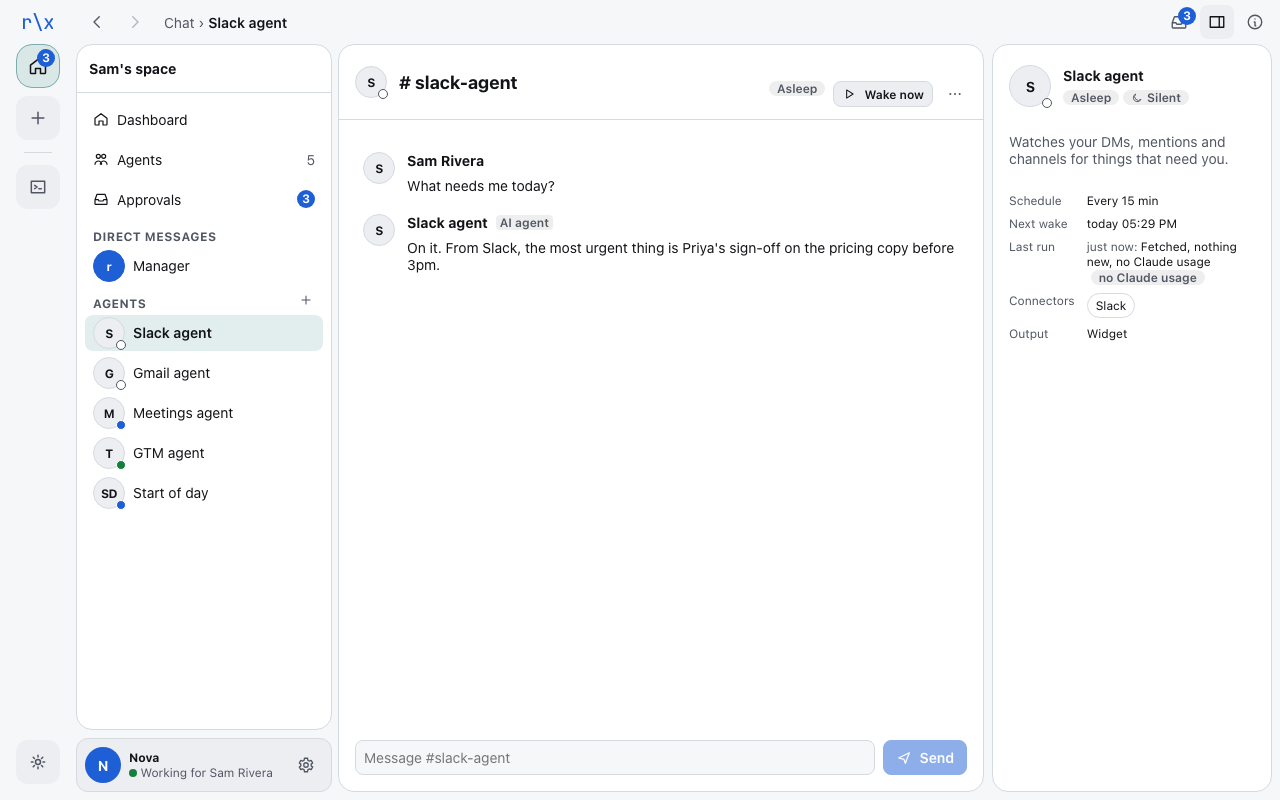 r\x
Chat › Slack agent
3
3
Sam's space
Dashboard
Agents 5
Approvals 3
DIRECT MESSAGES
r Manager
AGENTS
S Slack agent
G Gmail agent
M Meetings agent
T GTM agent
SD Start of day
N Nova
Working for Sam Rivera
S # slack-agent
Asleep
Wake now
S Sam Rivera
What needs me today?
S Slack agent AI agent
On it. From Slack, the most urgent thing is Priya's sign-off on the pricing copy before
3pm.
Message #slack-agent
Send
S Slack agent
Asleep Silent
Watches your DMs, mentions and
channels for things that need you.
Schedule Every 15 min
Next wake today 05:29 PM
Last run just now: Fetched, nothing
new, no Claude usage
no Claude usage
Connectors Slack
Output Widget